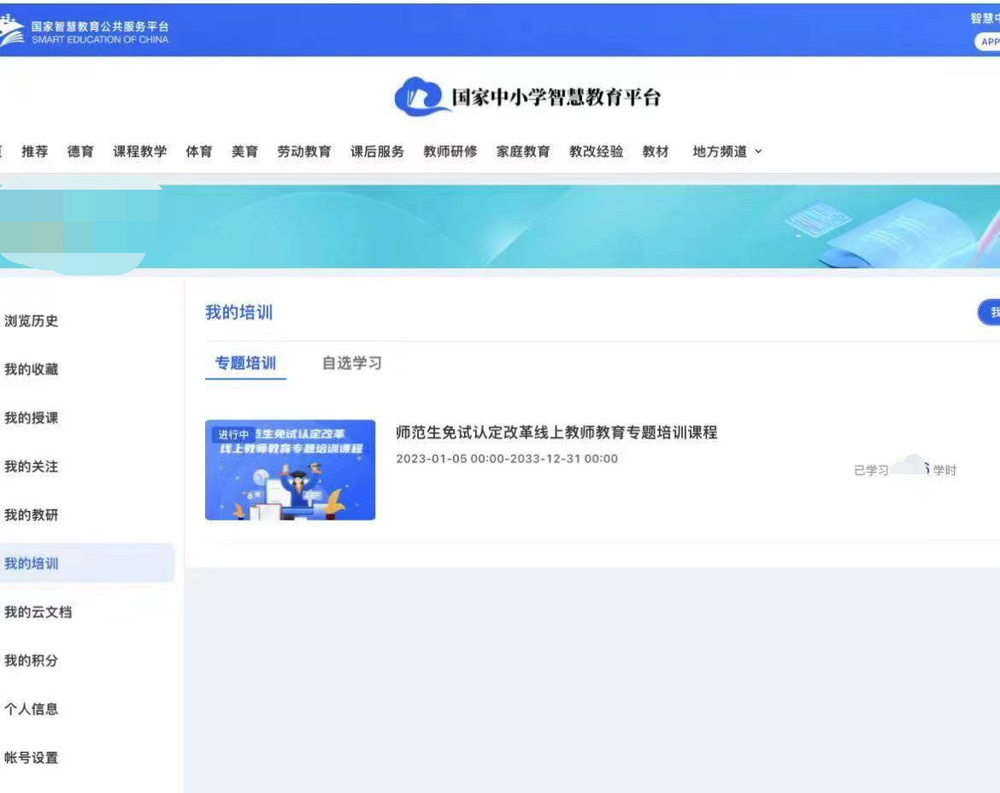 国家智慧教育公共服务平台
SMART EDUCATION OF CHINA
智慧中
APP
国家中小学智慧教育平台
推荐 德育 课程教学 体育 美育 劳动教育 课后服务 教师研修 家庭教育 教改经验 教材 地方频道
浏览历史
我的收藏
我的授课
我的关注
我的教研
我的培训
我的云文档
我的积分
个人信息
帐号设置
我的培训
我
专题培训 自选学习
进行中
范生免试认定改革
线上教师教育专题培训课程
师范生免试认定改革线上教师教育专题培训课程
2023-01-05 00:00-2033-12-31 00:00
已学习 6 学时